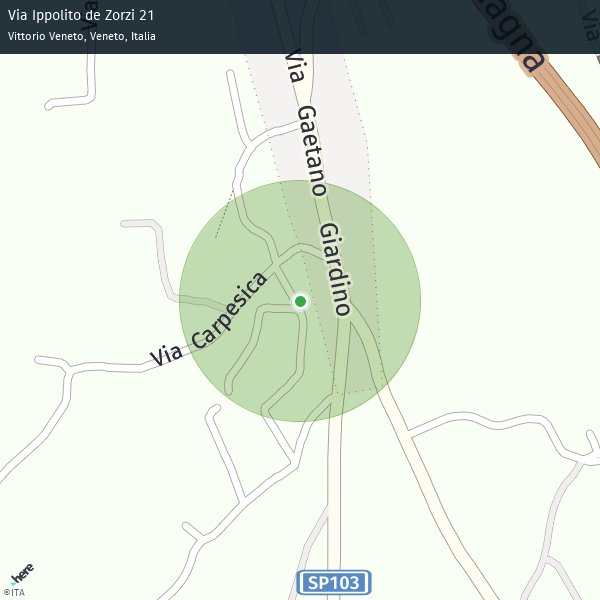 Via Ippolito de Zorzi 21
Vittorio Veneto, Veneto, Italia
Via Gaetano Giardino
Via Carpesica
SP103
here
©ITA